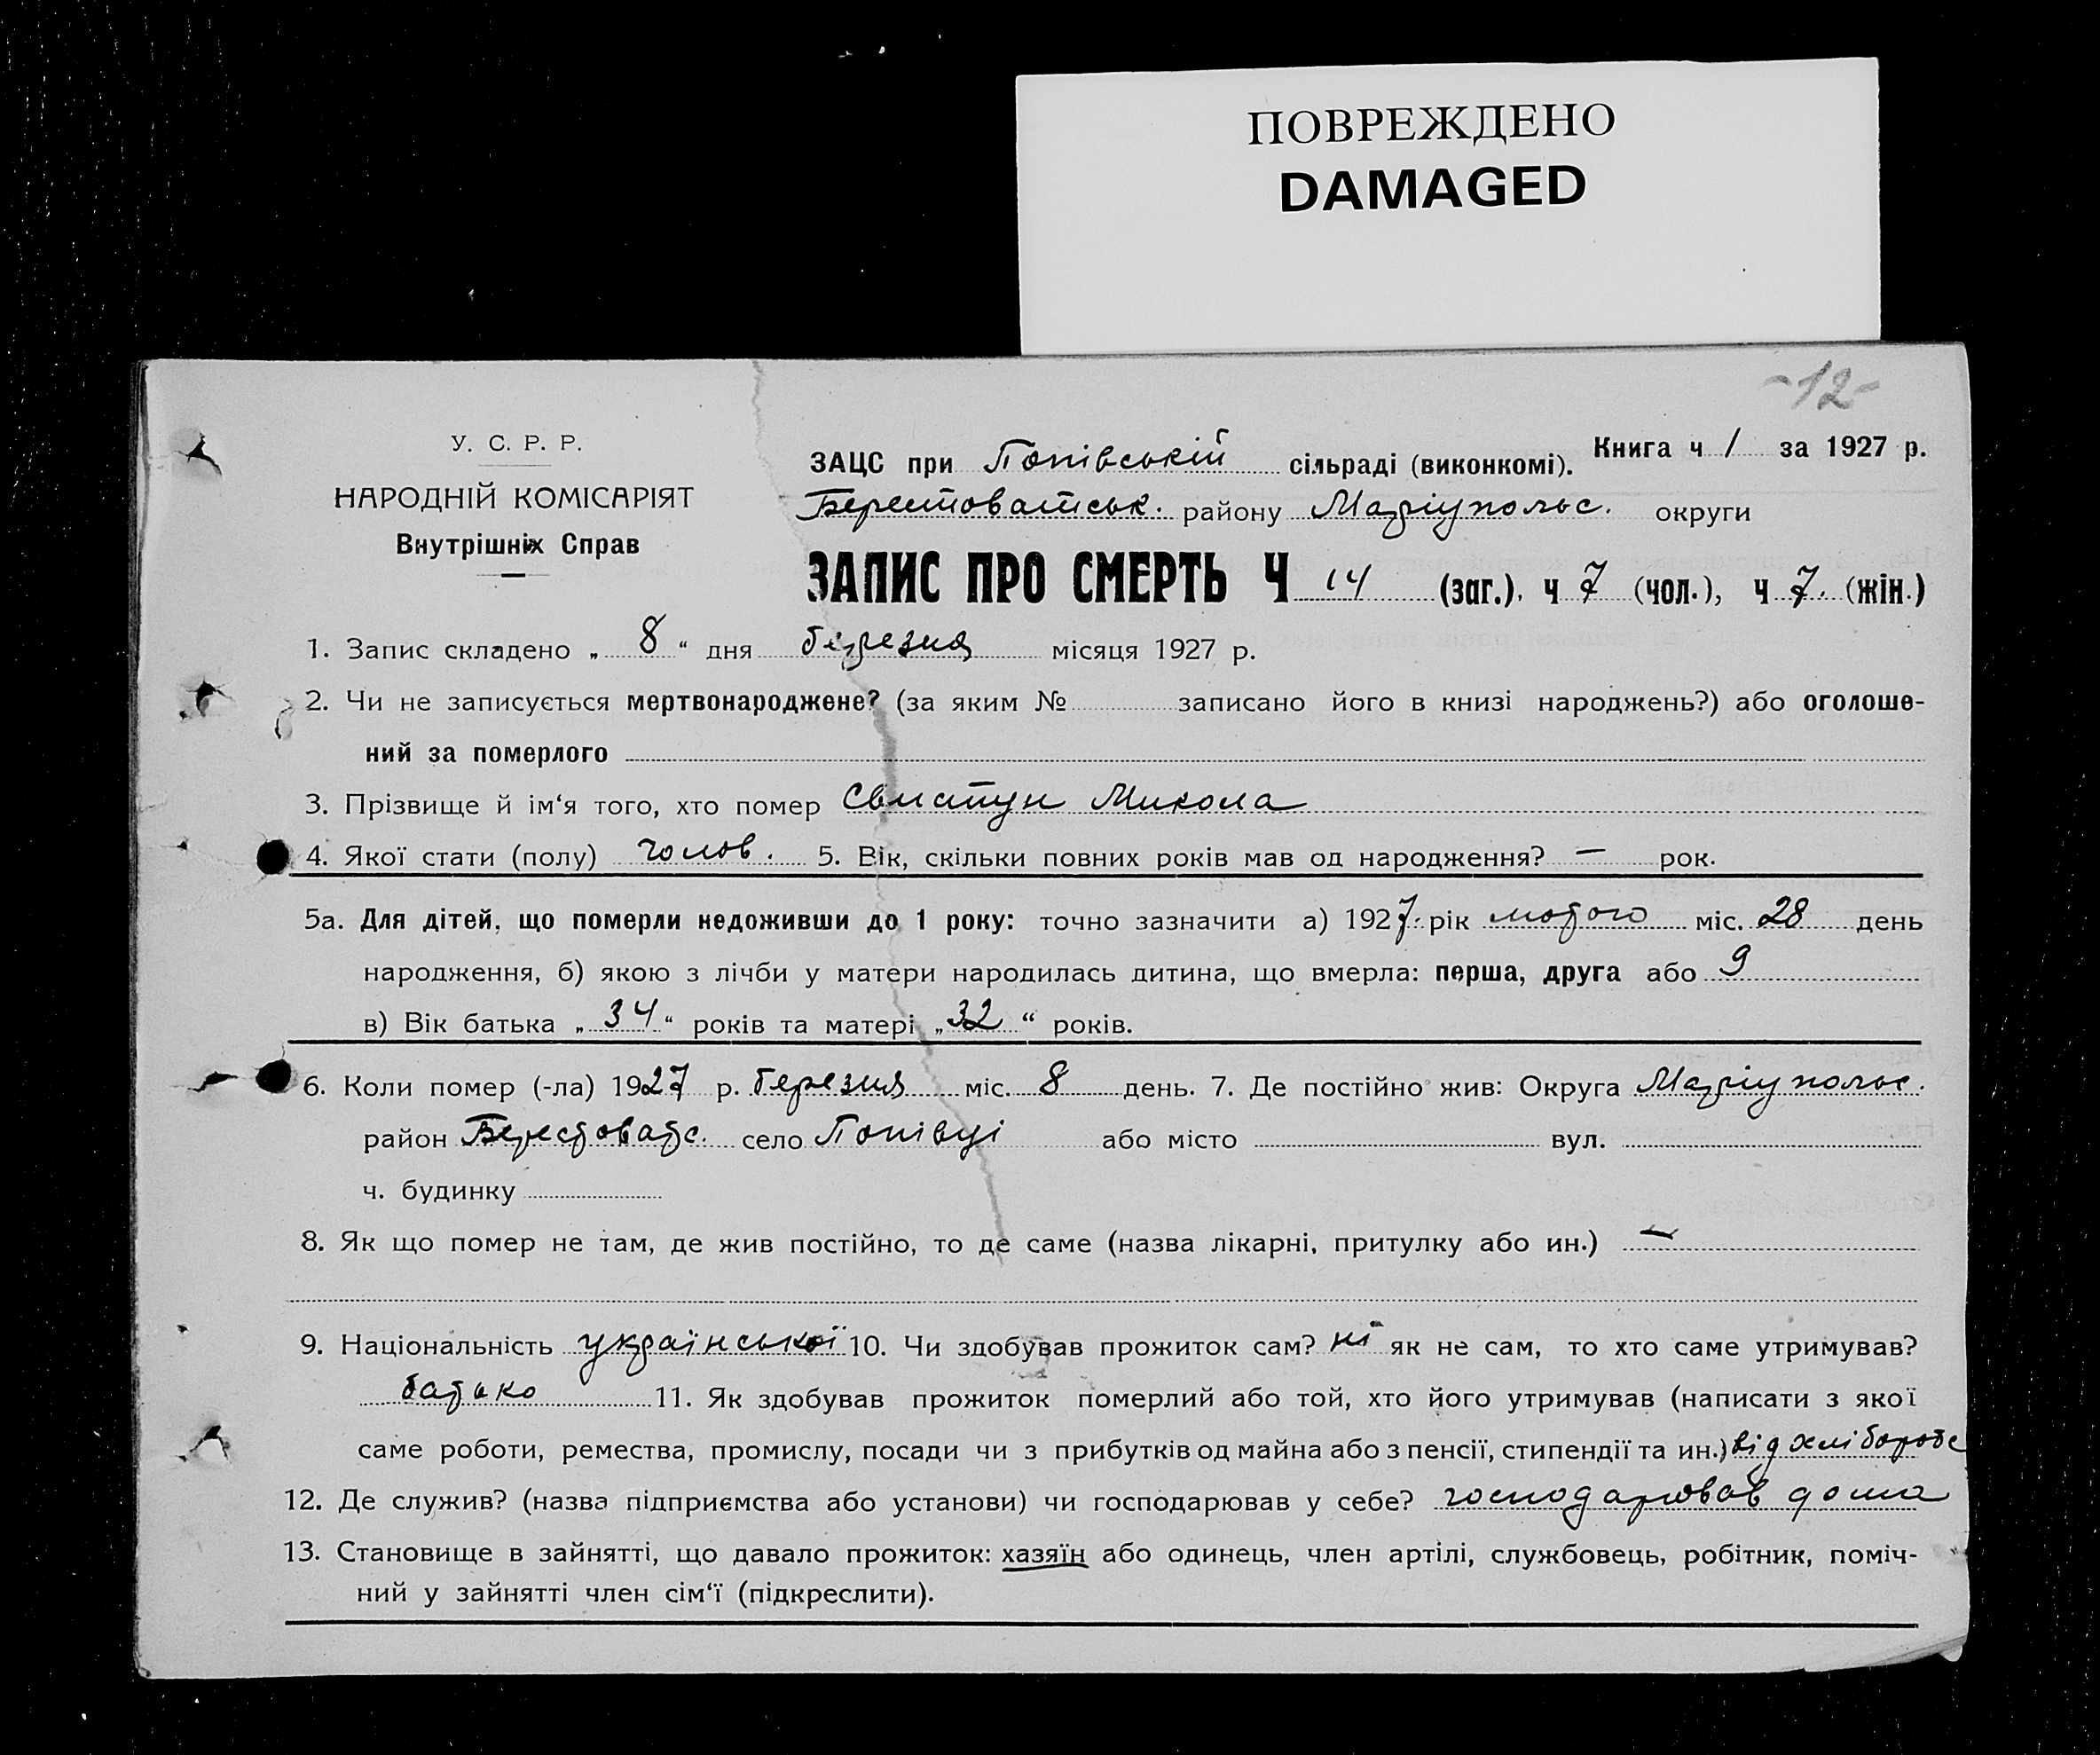 ПОВРЕЖДЕНО
DAMAGED
-12-
У. С. Р. Р.
НАРОДНІЙ КОМІСАРІЯТ
Внутрішніх Справ
ЗАЦС при Попівській сільраді (виконкомі). Книга ч 1 за 1927 р.
Берестоватськ. району Маріупольс. округи
ЗАПИС ПРО СМЕРТЬ Ч 14 (заг.), ч 7 (чол.), ч 7. (жін.)
1. Запис складено „ 8 “ дня березня місяця 1927 р.
2. Чи не записується мертвонароджене? (за яким № записано його в книзі народжень?) або оголоше-
ний за померлого
3. Прізвище й ім‘я того, хто помер Свистун Микола
4. Якої стати (полу) чолов. 5. Вік, скільки повних років мав од народження? — рок.
5а. Для дітей, що померли недоживши до 1 року: точно зазначити а) 1927. рік лютого міс. 28 день
народження, б) якою з лічби у матери народилась дитина, що вмерла: перша, друга або 9
в) Вік батька „ 34 “ років та матері „ 32 “ років.
6. Коли помер (-ла) 1927 р. березня міс. 8 день. 7. Де постійно жив: Округа Маріупольс.
район Берестоватс. село Попівці або місто вул.
ч. будинку
8. Як що помер не там, де жив постійно, то де саме (назва лікарні, притулку або ин.) —
9. Національність української 10. Чи здобував прожиток сам? ні як не сам, то хто саме утримував?
батько 11. Як здобував прожиток померлий або той, хто його утримував (написати з якої
саме роботи, ремества, промислу, посади чи з прибутків од майна або з пенсії, стипендії та ин.) від хлібороб
12. Де служив? (назва підприємства або установи) чи господарював у себе? господарював дома
13. Становище в зайнятті, що давало прожиток: хазяїн або одинець, член артілі, службовець, робітник, поміч-
ний у зайнятті член сім‘ї (підкреслити).